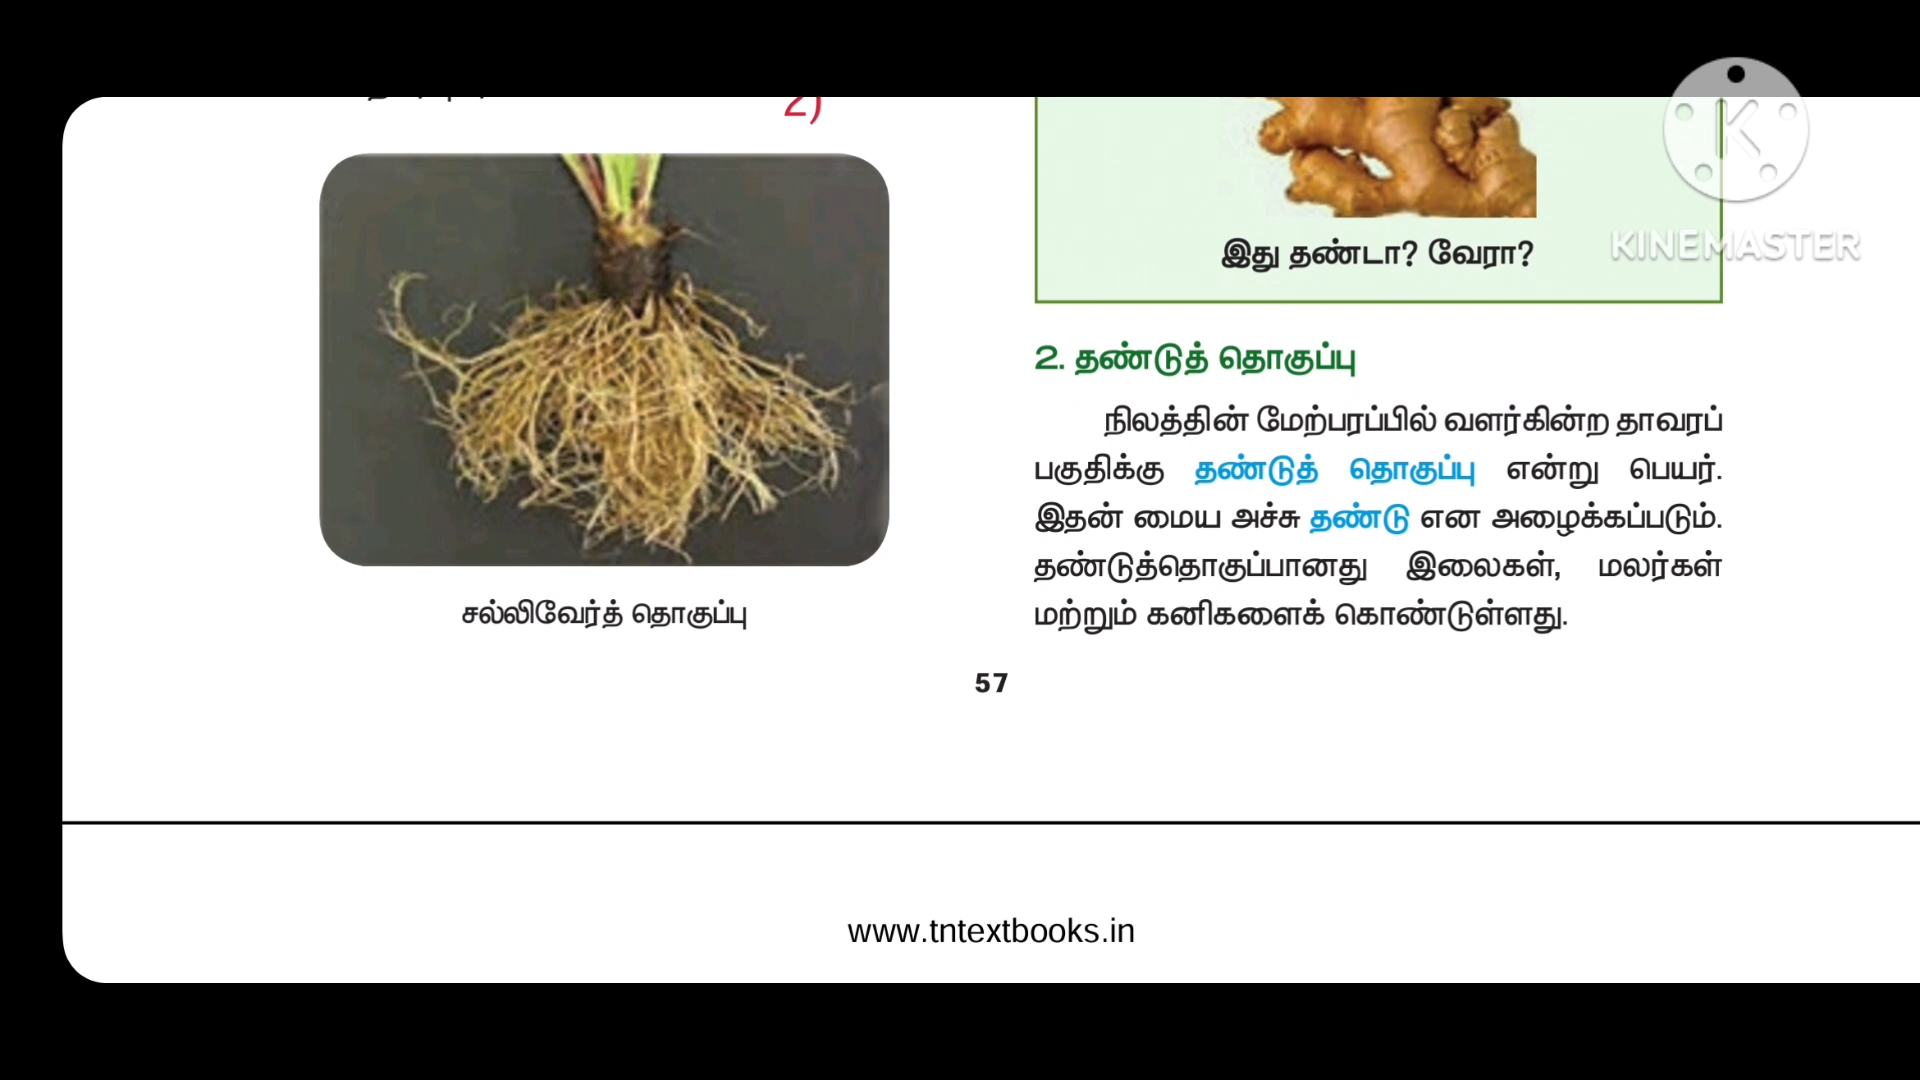 2)
சல்லிவேர்த் தொகுப்பு
இது தண்டா? வேரா?
2. தண்டுத் தொகுப்பு
நிலத்தின் மேற்பரப்பில் வளர்கின்ற தாவரப்
பகுதிக்கு தண்டுத் தொகுப்பு என்று பெயர்.
இதன் மைய அச்சு தண்டு என அழைக்கப்படும்.
தண்டுத்தொகுப்பானது இலைகள், மலர்கள்
மற்றும் கனிகளைக் கொண்டுள்ளது.
57
www.tntextbooks.in
K
KINEMASTER